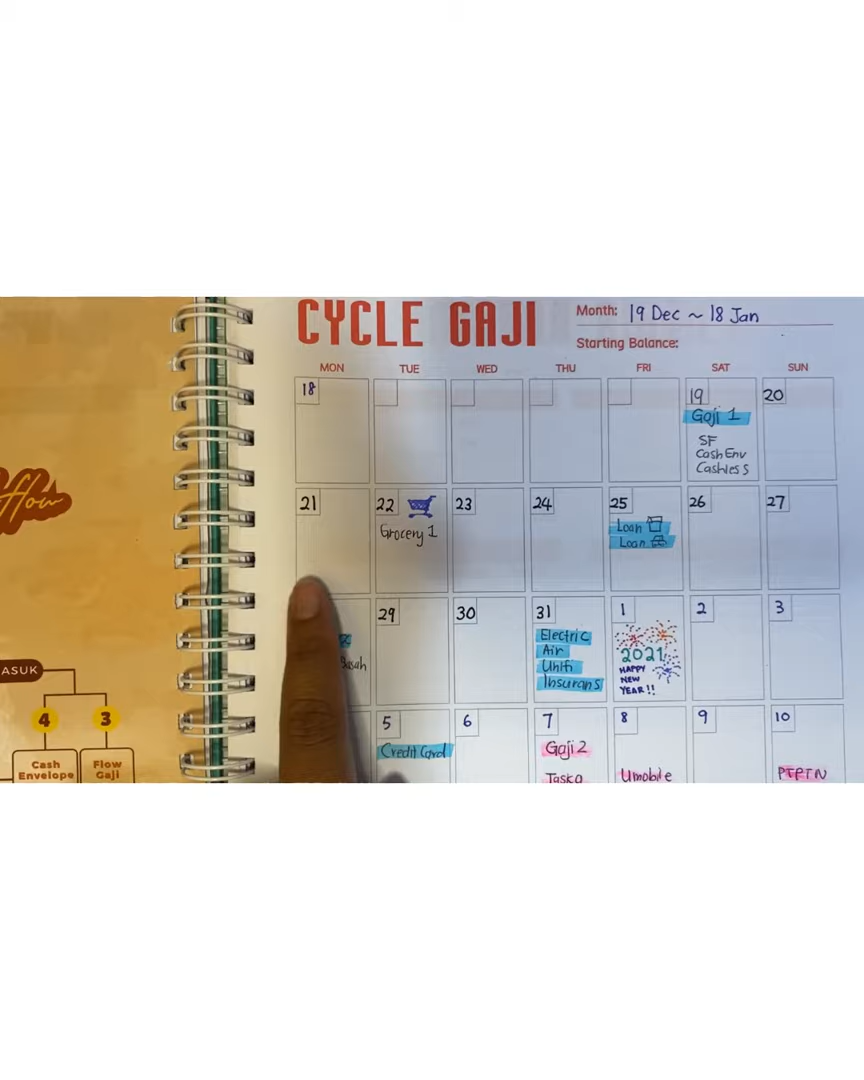 CYCLE GAJI
Month: 19 Dec ~ 18 Jan
Starting Balance:
MON TUE WED THU FRI SAT SUN
18 19 20
Gaji 1
SF
Cash Env
Cashless
21 22 23 24 25 26 27
Grocery 1
Loan
Loan
29 30 31 1 2 3
Electric
Air
Unifi
Insurans
2021
HAPPY
NEW
YEAR!!
Basah
5 6 7 8 9 10
Credit Card
Gaji 2
Taska
Umobile
PTPTN
flow
ASUK
4 3
Cash
Envelope
Flow
Gaji